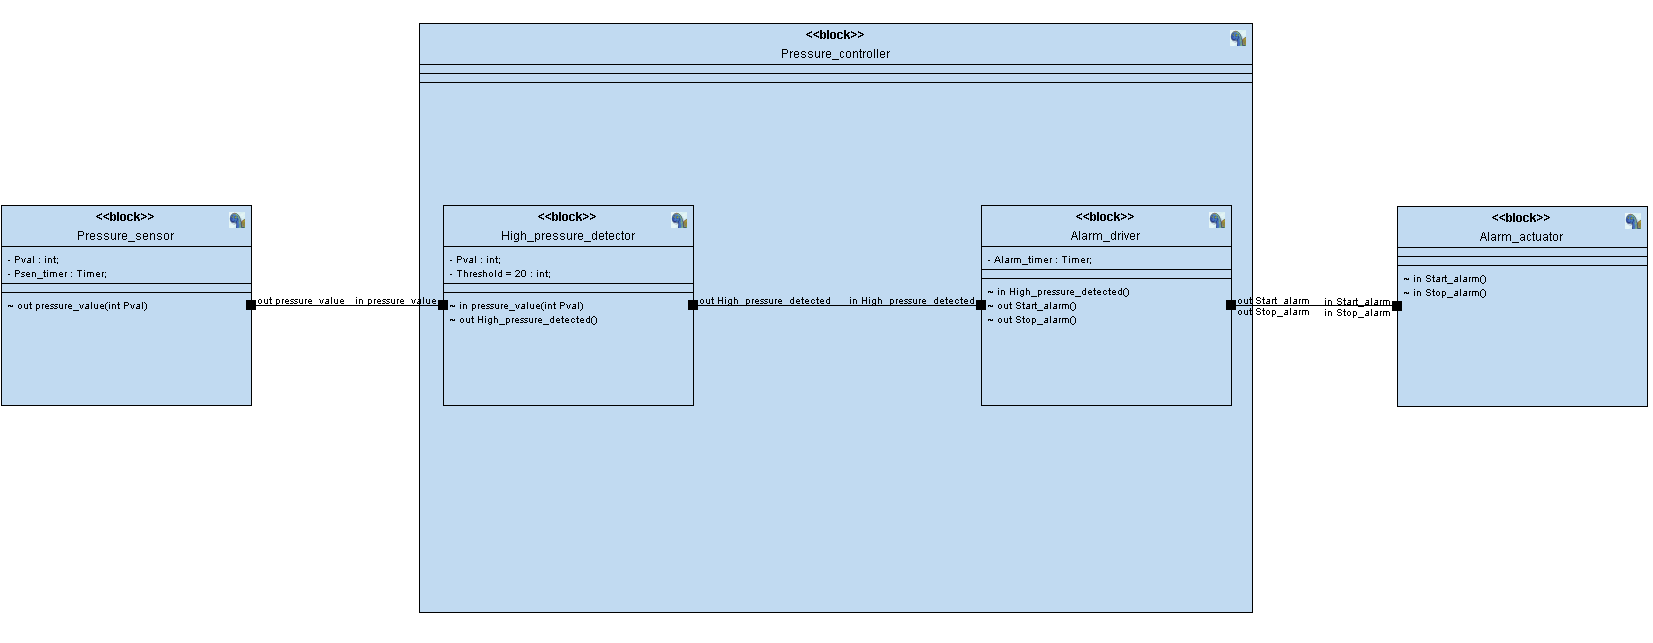 <<block>>
Pressure_controller
<<block>>
Pressure_sensor
- Pval : int;
- Psen_timer : Timer;
~ out pressure_value(int Pval)
out pressure_value
in pressure_value
<<block>>
High_pressure_detector
- Pval : int;
- Threshold = 20 : int;
~ in pressure_value(int Pval)
~ out High_pressure_detected()
out High_pressure_detected
in High_pressure_detected
<<block>>
Alarm_driver
- Alarm_timer : Timer;
~ in High_pressure_detected()
~ out Start_alarm()
~ out Stop_alarm()
out Start_alarm
out Stop_alarm
in Start_alarm
in Stop_alarm
<<block>>
Alarm_actuator
~ in Start_alarm()
~ in Stop_alarm()